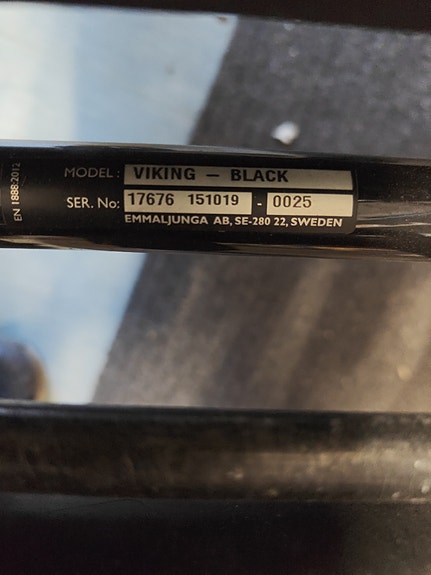 MODEL: VIKING – BLACK
SER. No: 17676 151019 - 0025
EMMALJUNGA AB, SE-280 22, SWEDEN
EN 1888:2012